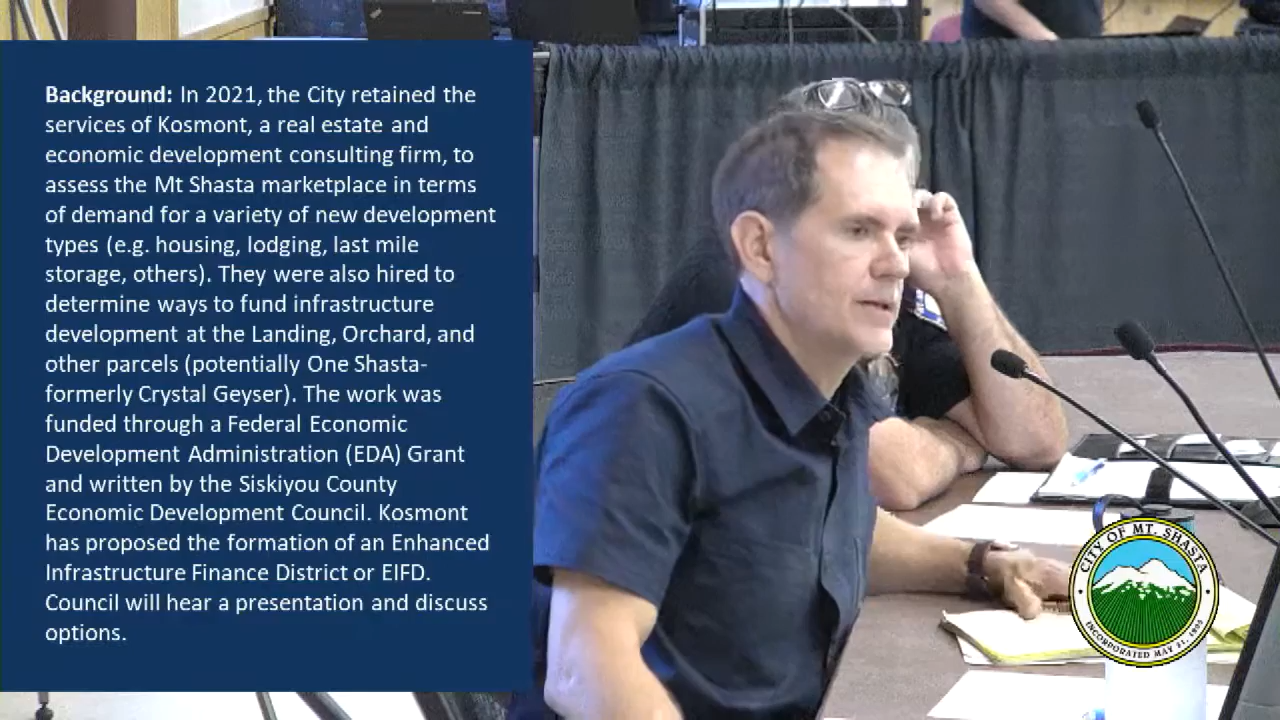 Background: In 2021, the City retained the
services of Kosmont, a real estate and
economic development consulting firm, to
assess the Mt Shasta marketplace in terms
of demand for a variety of new development
types (e.g. housing, lodging, last mile
storage, others). They were also hired to
determine ways to fund infrastructure
development at the Landing, Orchard, and
other parcels (potentially One Shasta-
formerly Crystal Geyser). The work was
funded through a Federal Economic
Development Administration (EDA) Grant
and written by the Siskiyou County
Economic Development Council. Kosmont
has proposed the formation of an Enhanced
Infrastructure Finance District or EIFD.
Council will hear a presentation and discuss
options.
CITY OF MT. SHASTA
INCORPORATED MAY 31, 1905